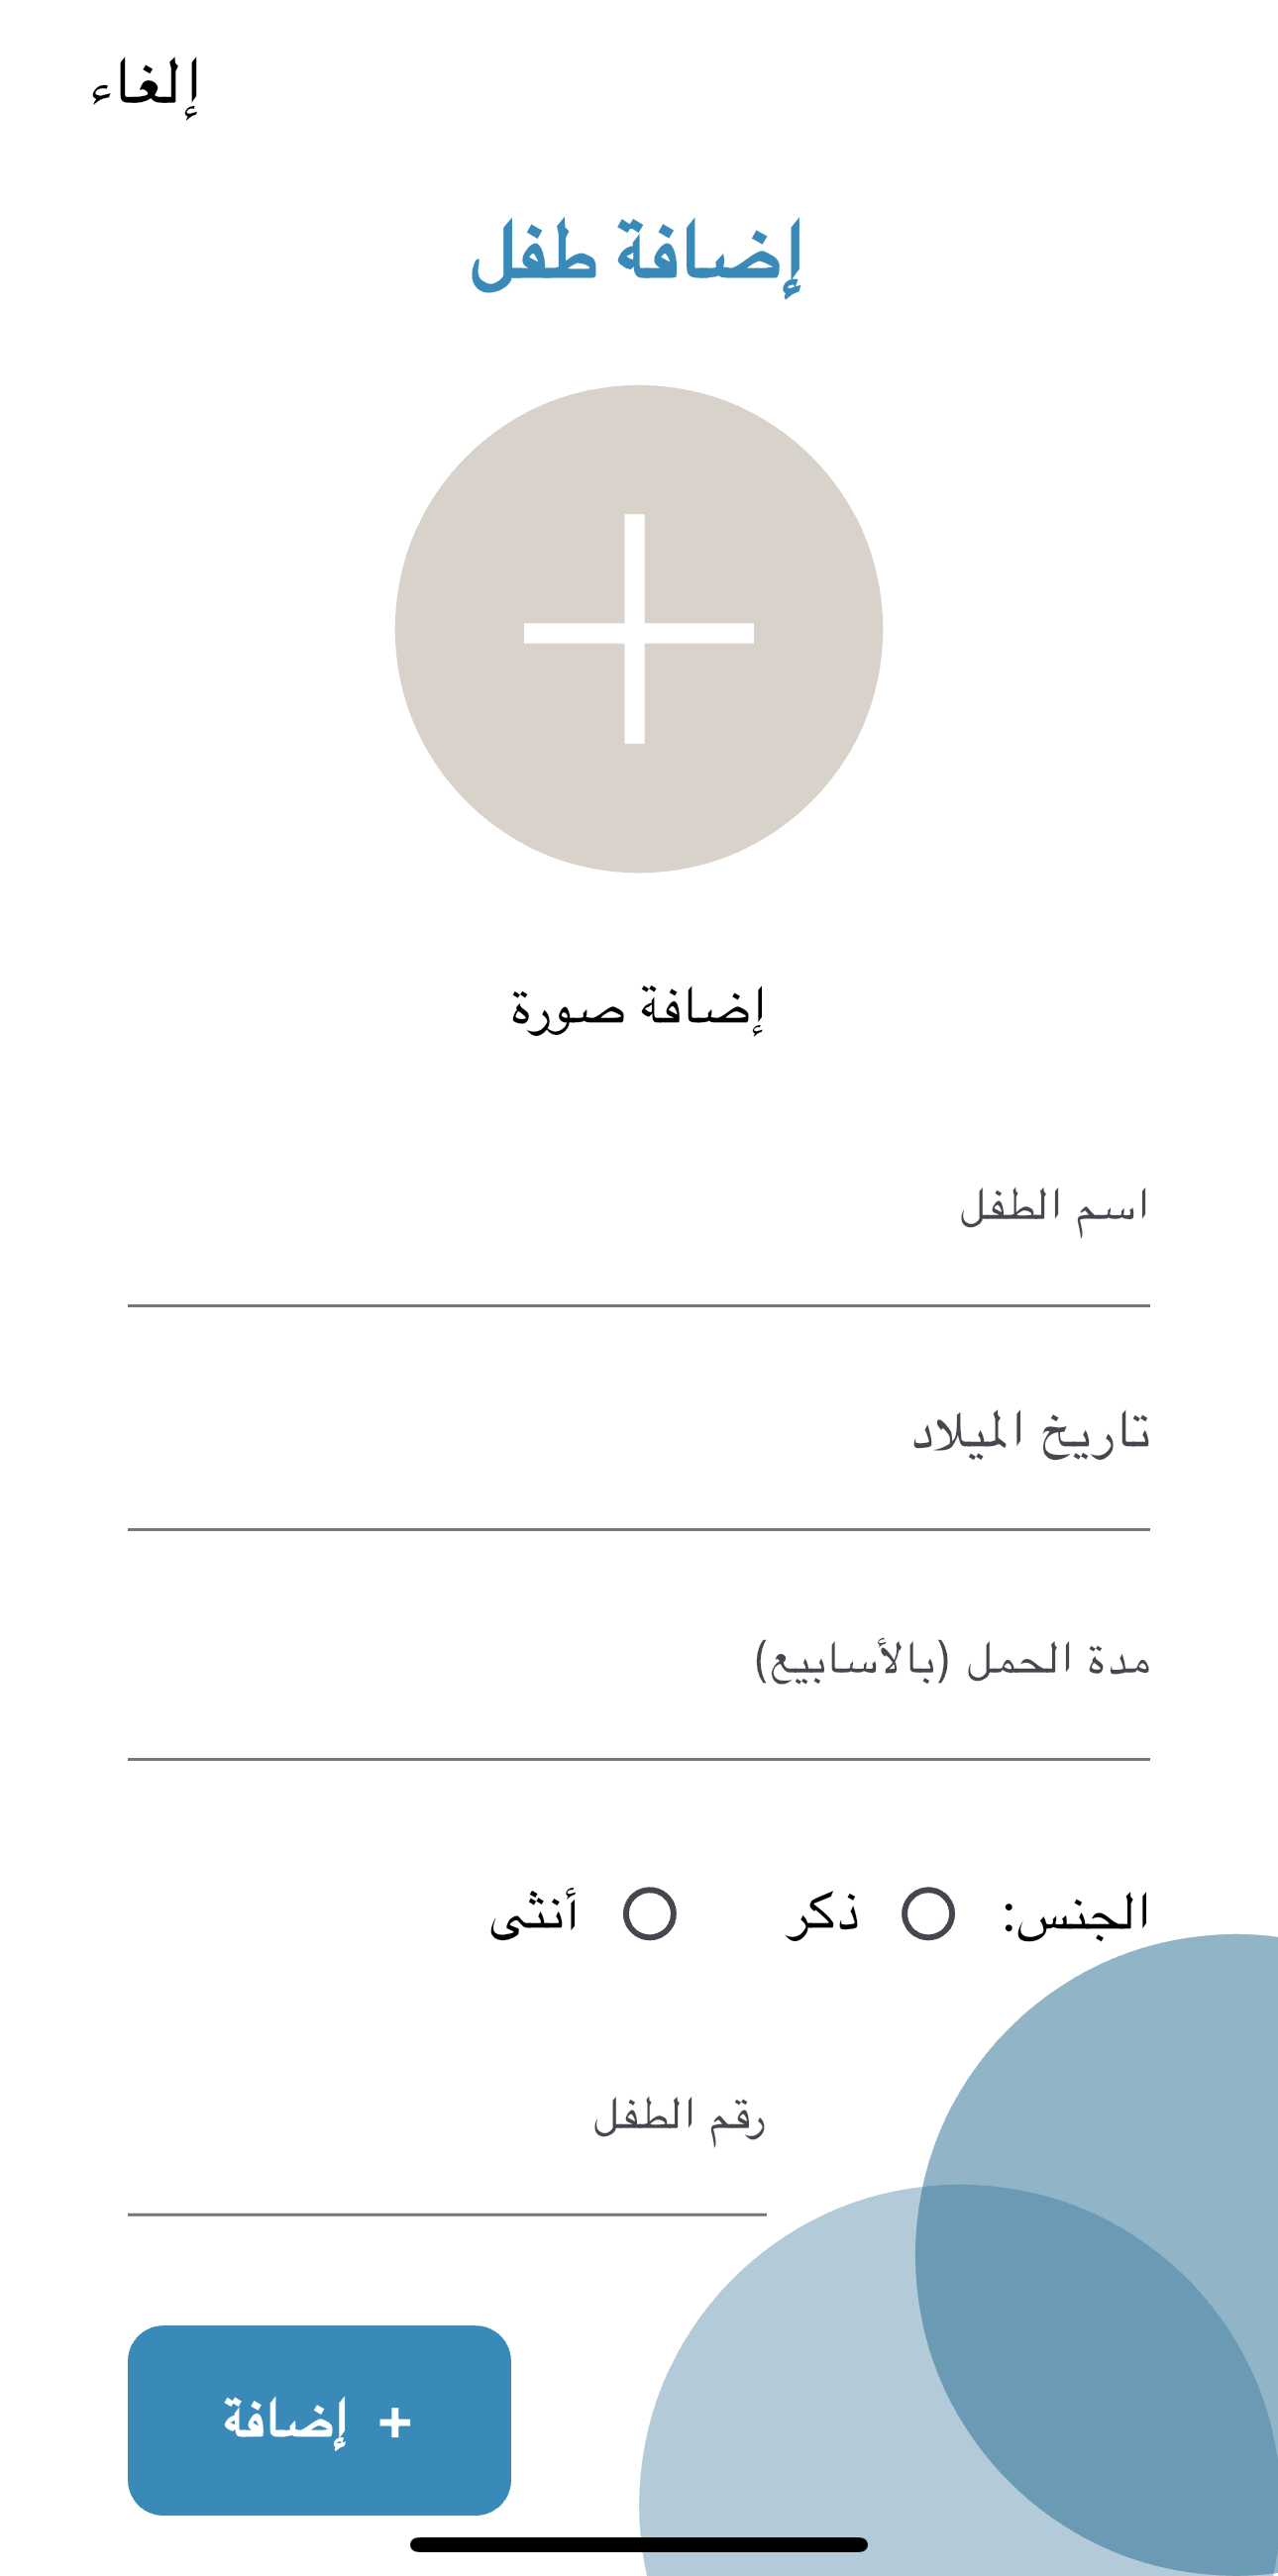 إلغاء
إضافة طفل
إضافة صورة
اسم الطفل
تاريخ الميلاد
مدة الحمل (بالأسابيع)
الجنس: ذكر أنثى
رقم الطفل
+ إضافة